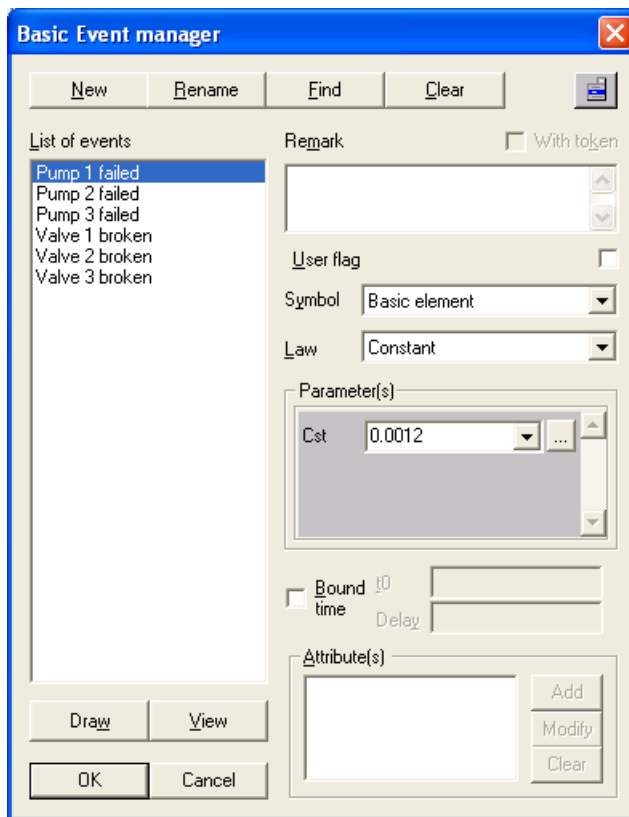 Basic Event manager
New Rename Find Clear
List of events
Pump 1 failed
Pump 2 failed
Pump 3 failed
Valve 1 broken
Valve 2 broken
Valve 3 broken
Remark With token
User flag
Symbol Basic element
Law Constant
Parameter(s)
Cst 0.0012 ...
Bound time
t0
Delay
Attribute(s)
Add
Modify
Clear
Draw View
OK Cancel